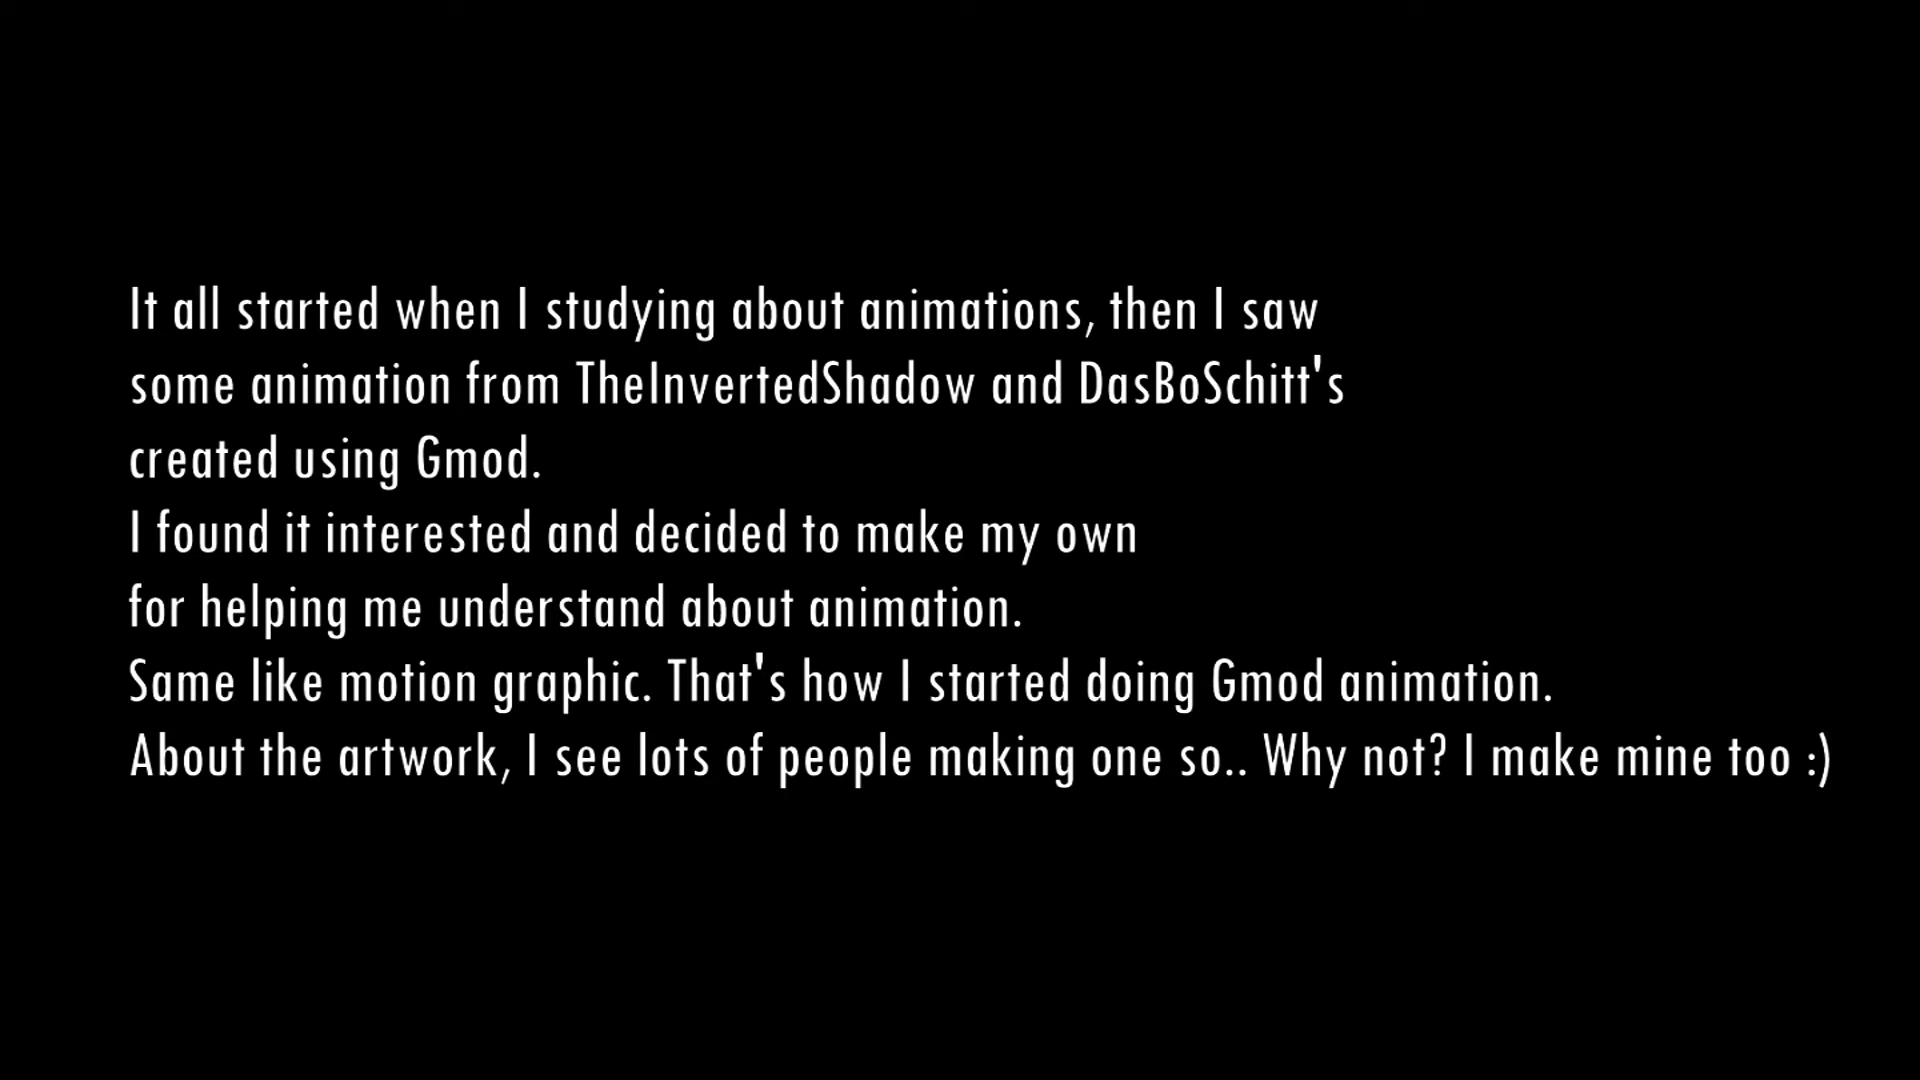 It all started when I studying about animations, then I saw
some animation from TheInvertedShadow and DasBoSchitt's
created using Gmod.
I found it interested and decided to make my own
for helping me understand about animation.
Same like motion graphic. That's how I started doing Gmod animation.
About the artwork, I see lots of people making one so.. Why not? I make mine too :)